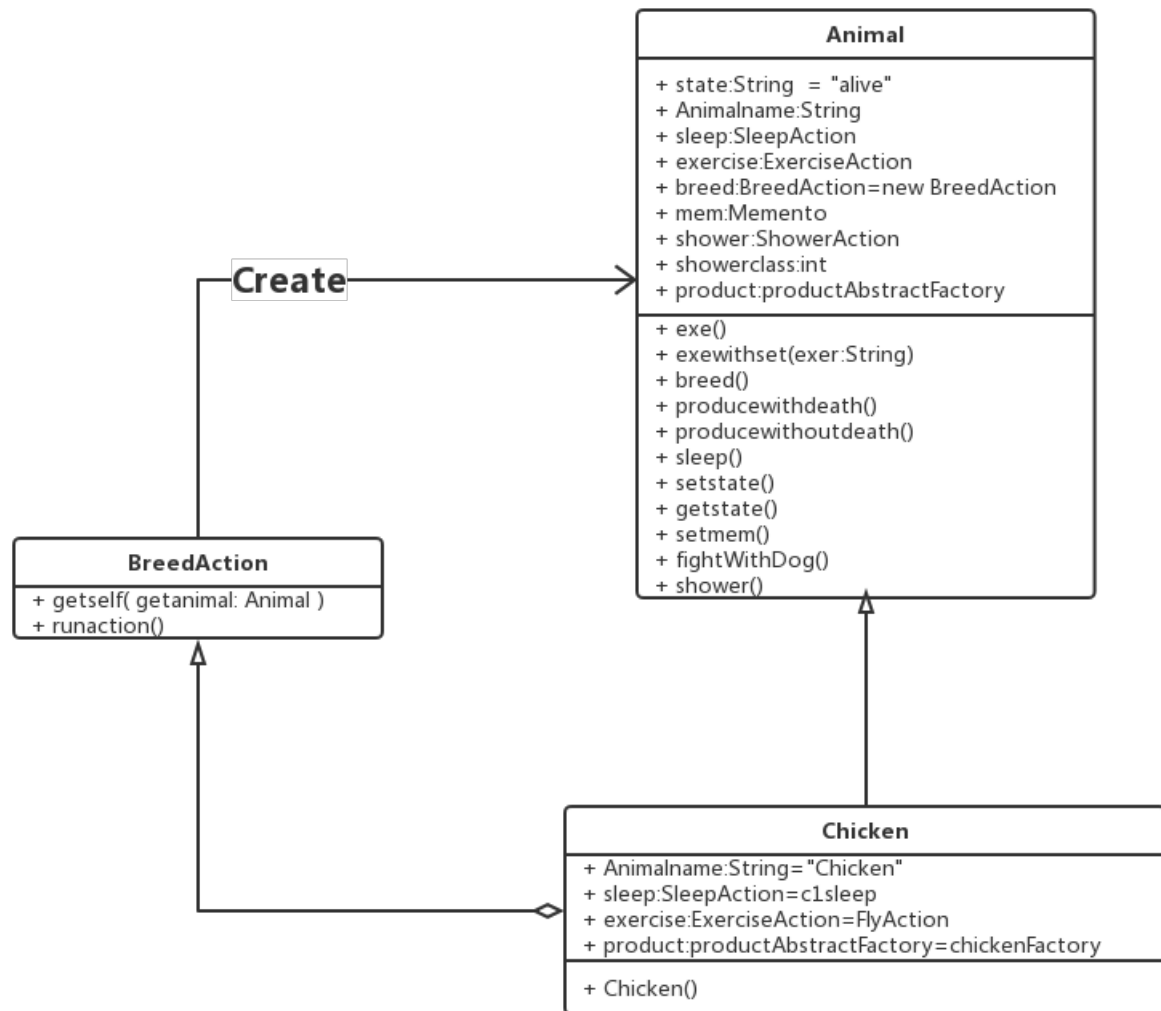 Animal
+ state:String  = "alive"
+ Animalname:String
+ sleep:SleepAction
+ exercise:ExerciseAction
+ breed:BreedAction=new BreedAction
+ mem:Memento
+ shower:ShowerAction
+ showerclass:int
+ product:productAbstractFactory
+ exe()
+ exewithset(exer:String)
+ breed()
+ producewithdeath()
+ producewithoutdeath()
+ sleep()
+ setstate()
+ getstate()
+ setmem()
+ fightWithDog()
+ shower()
Create
BreedAction
+ getself( getanimal: Animal )
+ runaction()
Chicken
+ Animalname:String="Chicken"
+ sleep:SleepAction=c1sleep
+ exercise:ExerciseAction=FlyAction
+ product:productAbstractFactory=chickenFactory
+ Chicken()